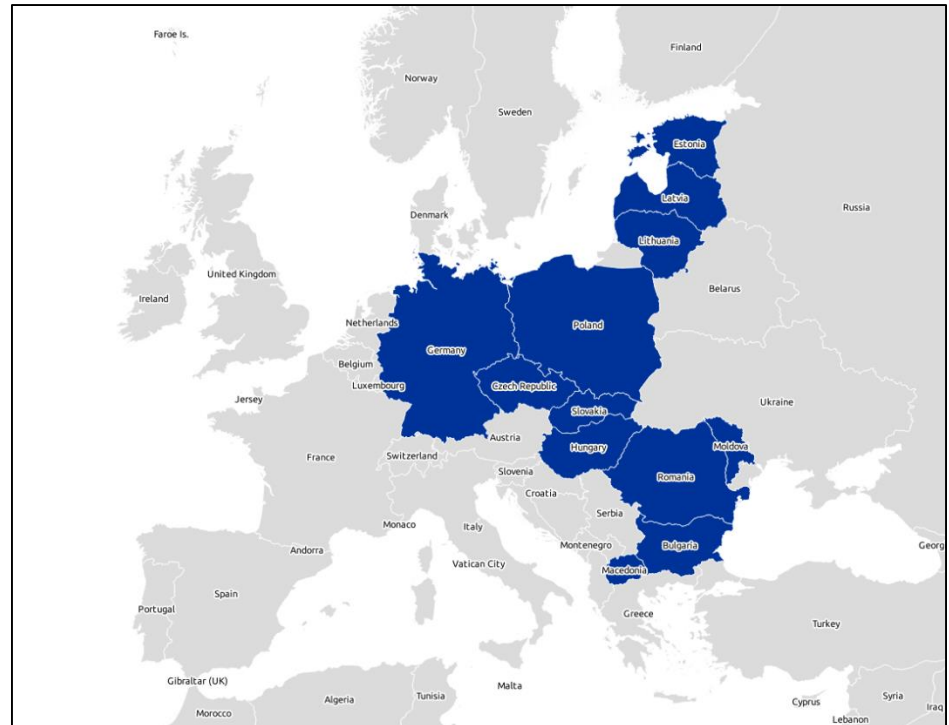 Faroe Is.
Finland
Norway
Sweden
Estonia
Russia
Latvia
Denmark
Lithuania
United Kingdom
Belarus
Ireland
Netherlands
Poland
Germany
Belgium
Luxembourg
Czech Republic
Jersey
Ukraine
Slovakia
Austria
Moldova
Hungary
France
Switzerland
Slovenia
Romania
Croatia
Serbia
Monaco
Italy
Montenegro
Bulgaria
Georg
Andorra
Vatican City
Macedonia
Spain
Portugal
Greece
Turkey
Gibraltar (UK)
Malta
Algeria
Tunisia
Cyprus
Syria
Iraq
Morocco
Lebanon